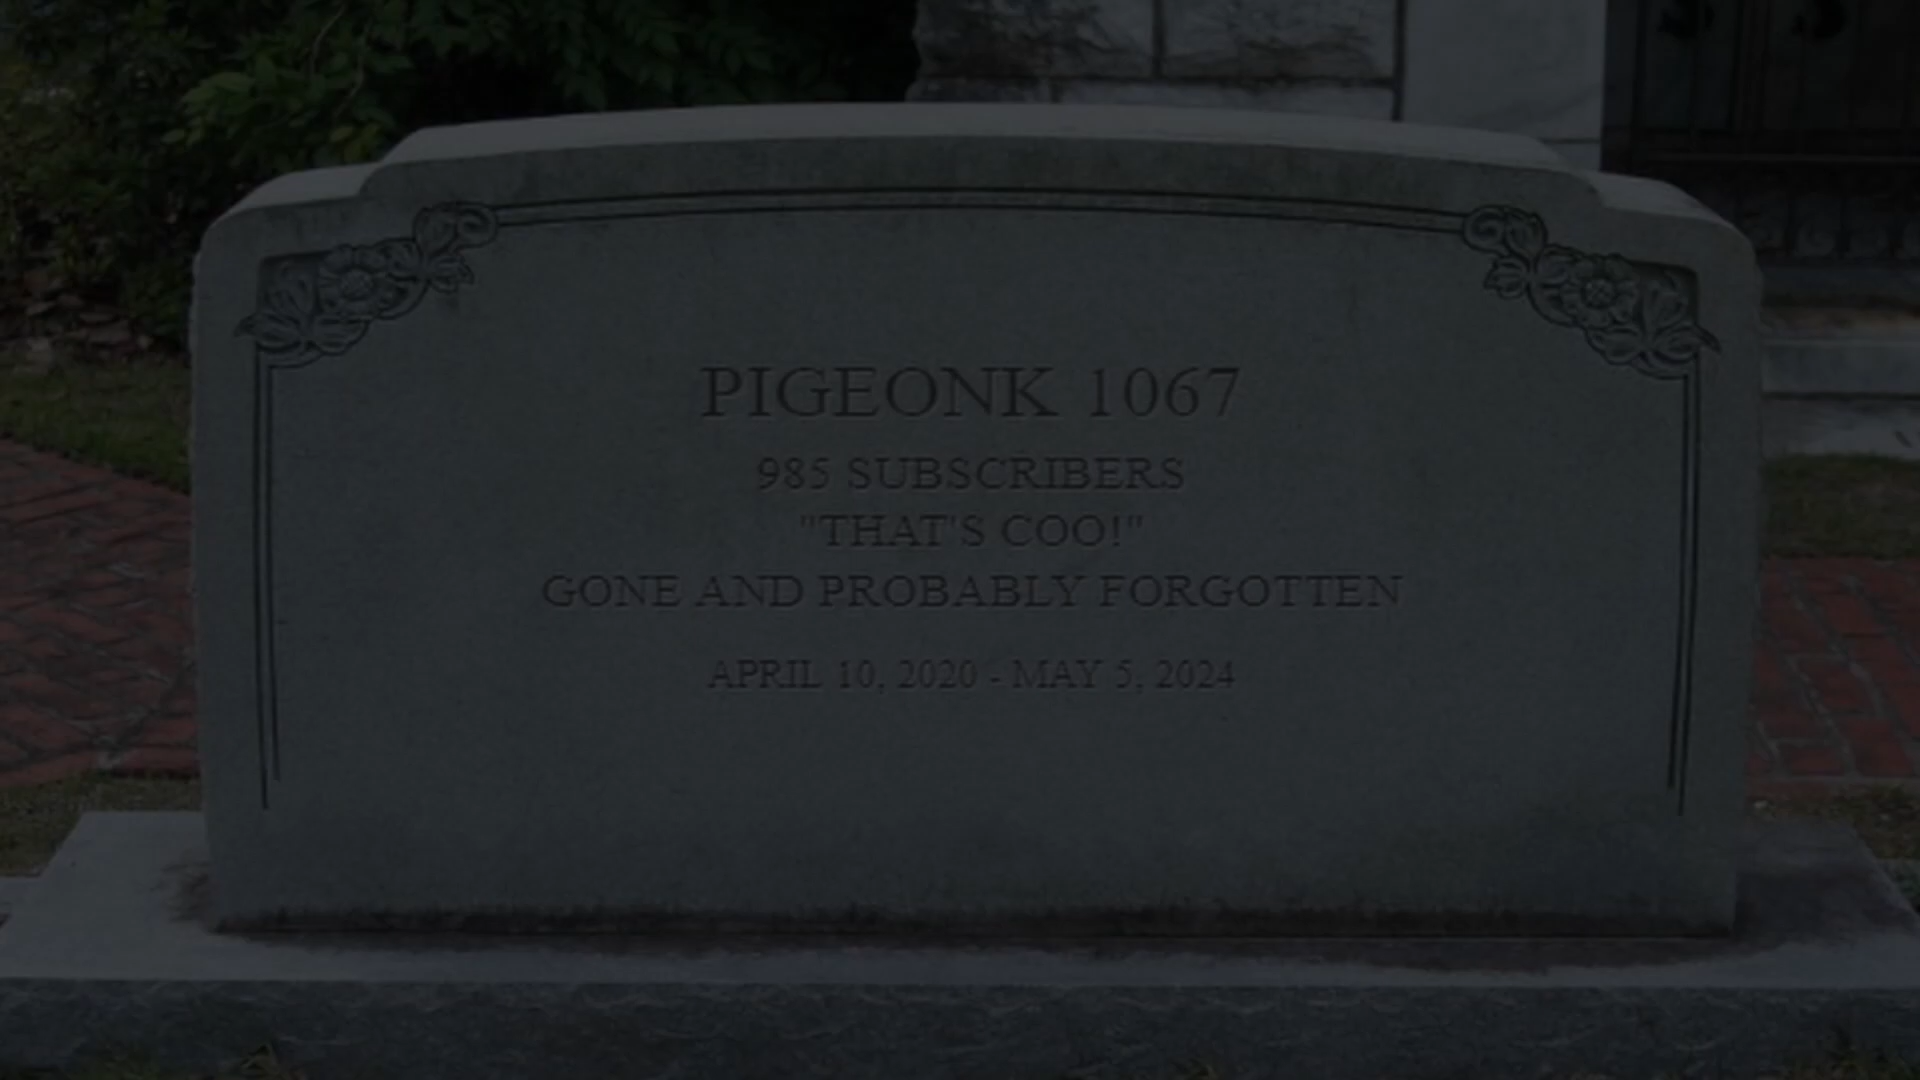 PIGEONK 1067
985 SUBSCRIBERS
"THAT'S COO!"
GONE AND PROBABLY FORGOTTEN
APRIL 10, 2020 - MAY 5, 2024